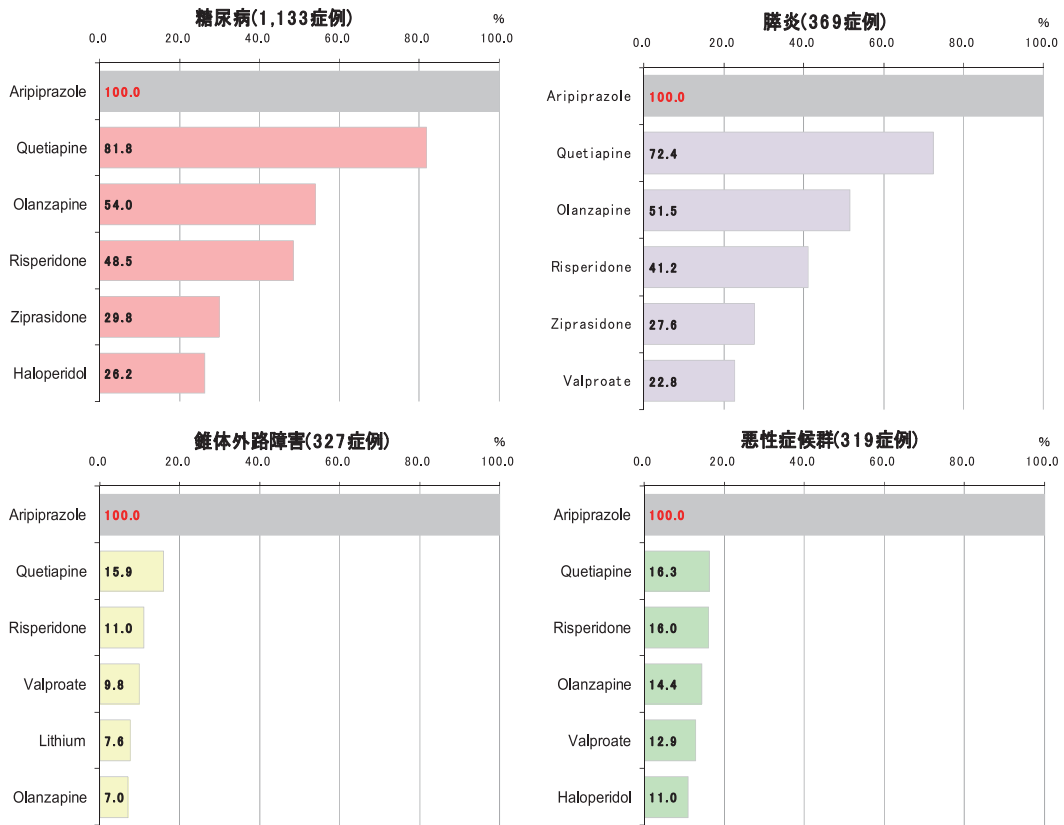 糖尿病(1,133症例)
%
0.0 20.0 40.0 60.0 80.0 100.0
Aripiprazole 100.0
Quetiapine 81.8
Olanzapine 54.0
Risperidone 48.5
Ziprasidone 29.8
Haloperidol 26.2
膵炎(369症例)
%
0.0 20.0 40.0 60.0 80.0 100.0
Aripiprazole 100.0
Quetiapine 72.4
Olanzapine 51.5
Risperidone 41.2
Ziprasidone 27.6
Valproate 22.8
錐体外路障害(327症例)
%
0.0 20.0 40.0 60.0 80.0 100.0
Aripiprazole 100.0
Quetiapine 15.9
Risperidone 11.0
Valproate 9.8
Lithium 7.6
Olanzapine 7.0
悪性症候群(319症例)
%
0.0 20.0 40.0 60.0 80.0 100.0
Aripiprazole 100.0
Quetiapine 16.3
Risperidone 16.0
Olanzapine 14.4
Valproate 12.9
Haloperidol 11.0